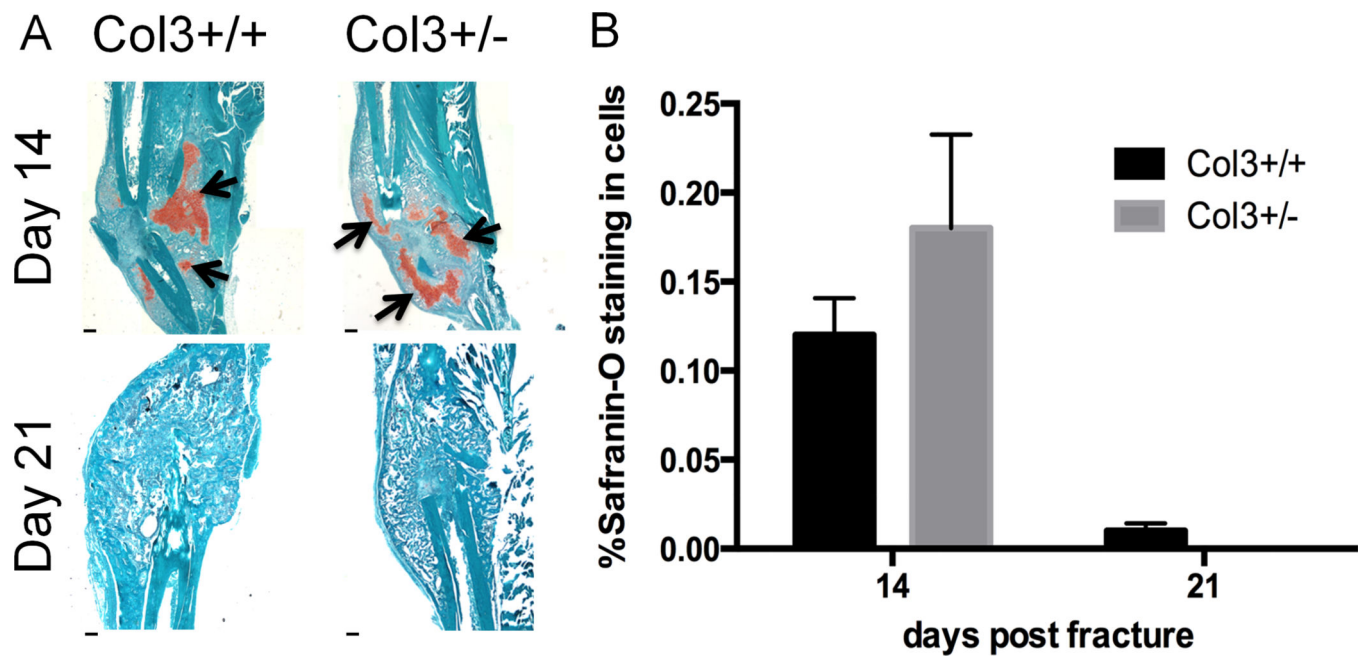 A Col3+/+ Col3+/- B
Day 14
Day 21
%Safranin-O staining in cells
0.25
0.20
0.15
0.10
0.05
0.00
Col3+/+
Col3+/-
14 21
days post fracture